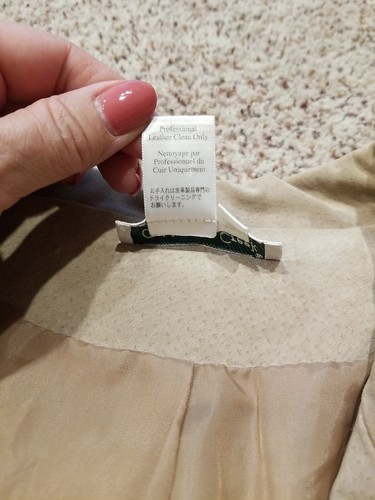 Professional
Leather Clean Only
Nettoyage par
Professionnel du
Cuir Uniquement
お手入れは皮革製品専門の
ドライクリーニングで
お願いします。